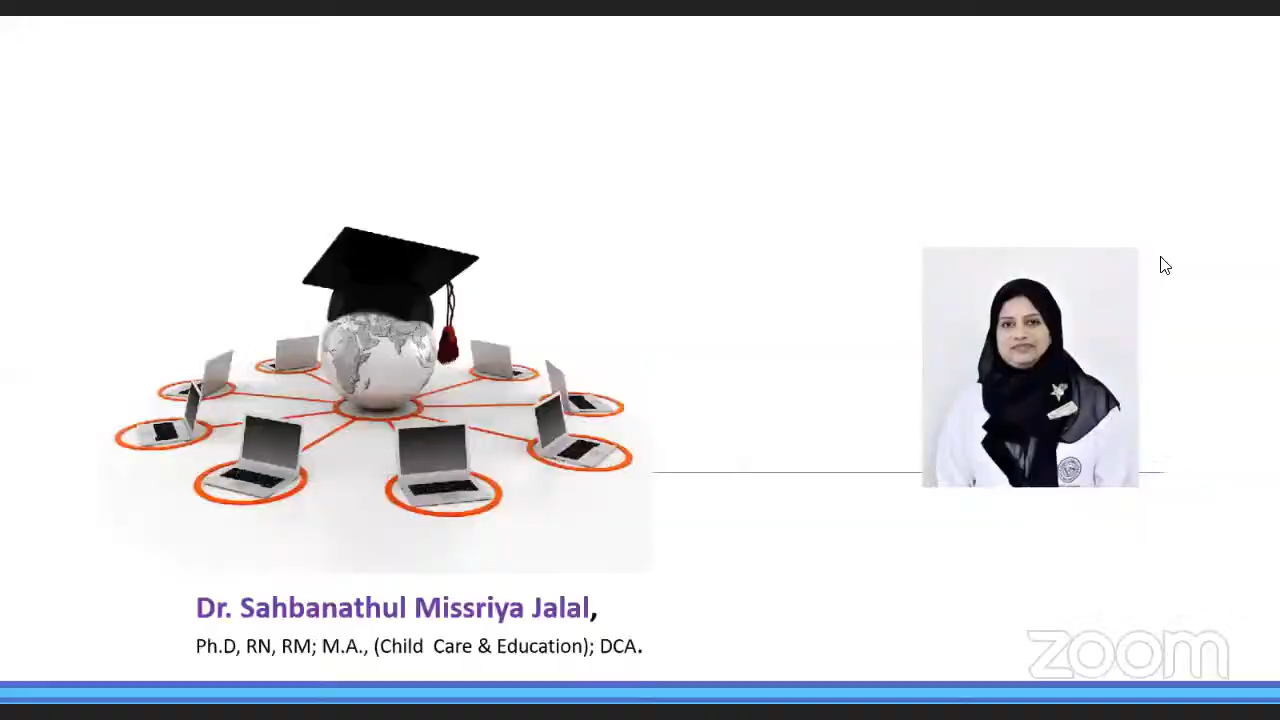 Dr. Sahbanathul Missriya Jalal,
Ph.D, RN, RM; M.A., (Child Care & Education); DCA.
zoom